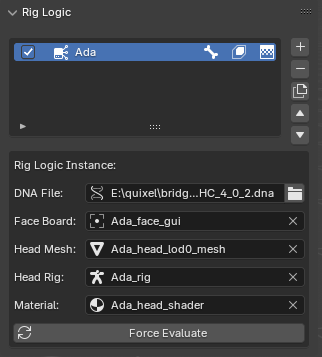 Rig Logic
Ada
Rig Logic Instance:
DNA File: E:\quixel\bridg...HC_4_0_2.dna
Face Board: Ada_face_gui
Head Mesh: Ada_head_lod0_mesh
Head Rig: Ada_rig
Material: Ada_head_shader
Force Evaluate